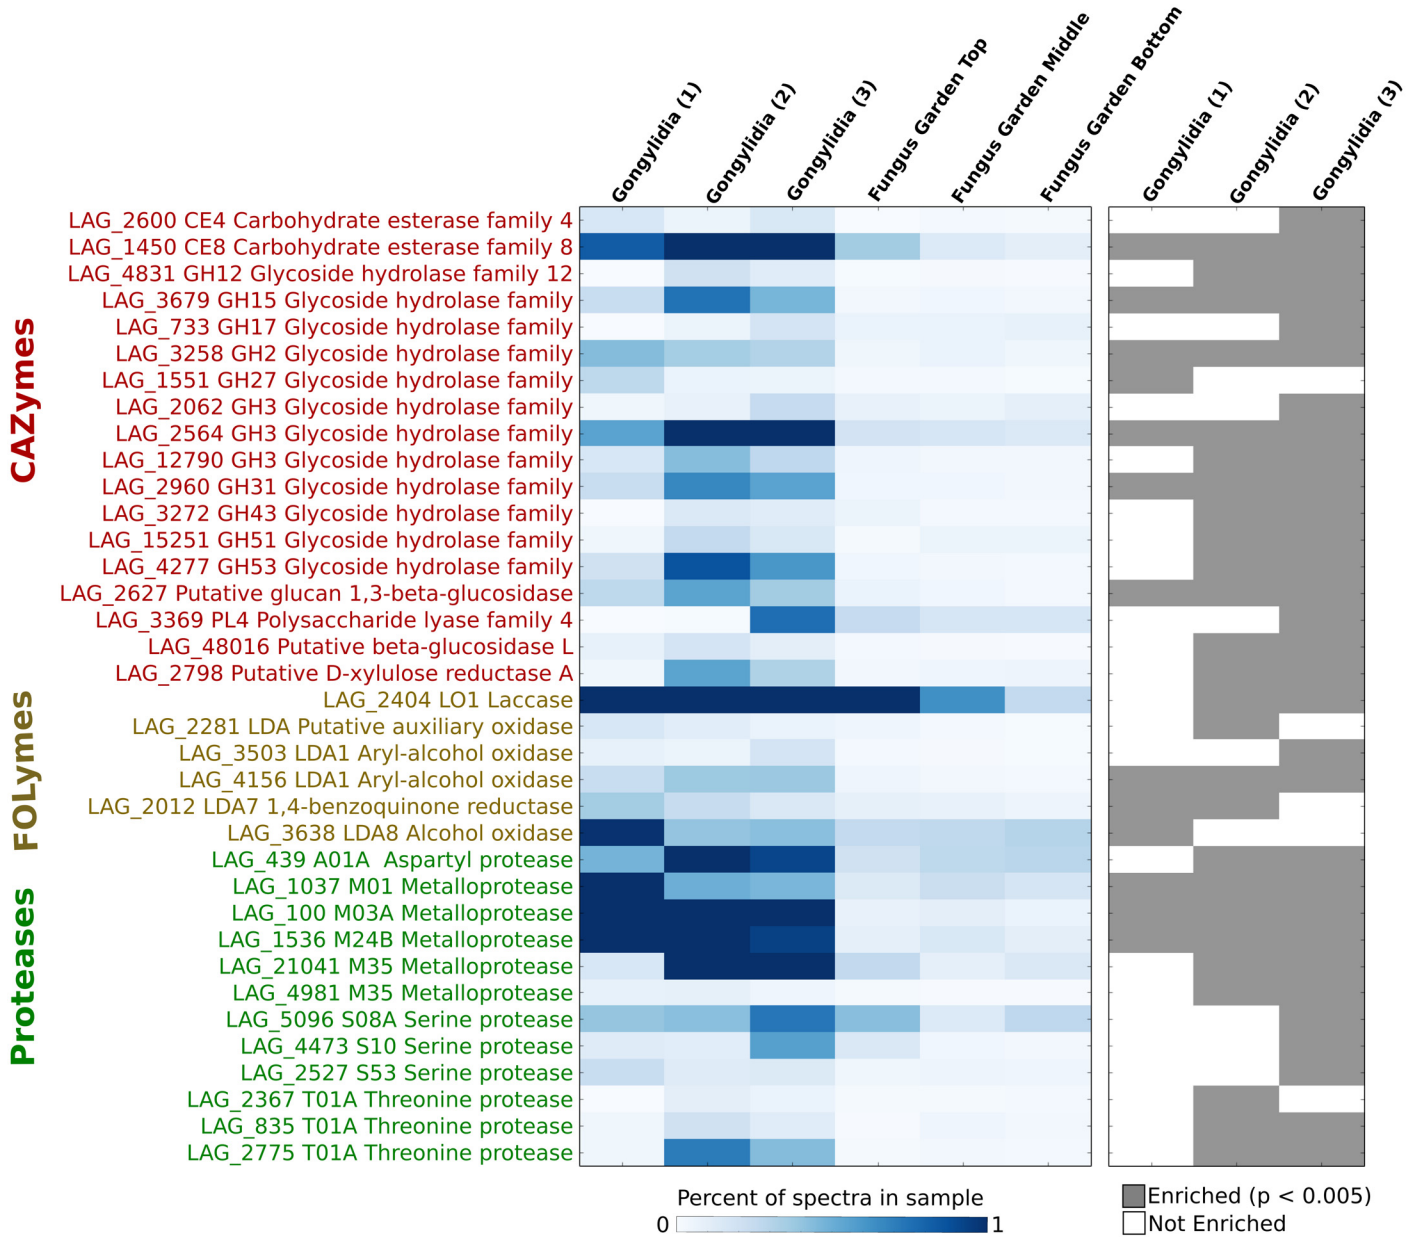 Gongylidia (1)
Gongylidia (2)
Gongylidia (3)
Fungus Garden Top
Fungus Garden Middle
Fungus Garden Bottom
Gongylidia (1)
Gongylidia (2)
Gongylidia (3)
CAZymes
LAG_2600 CE4 Carbohydrate esterase family 4
LAG_1450 CE8 Carbohydrate esterase family 8
LAG_4831 GH12 Glycoside hydrolase family 12
LAG_3679 GH15 Glycoside hydrolase family
LAG_733 GH17 Glycoside hydrolase family
LAG_3258 GH2 Glycoside hydrolase family
LAG_1551 GH27 Glycoside hydrolase family
LAG_2062 GH3 Glycoside hydrolase family
LAG_2564 GH3 Glycoside hydrolase family
LAG_12790 GH3 Glycoside hydrolase family
LAG_2960 GH31 Glycoside hydrolase family
LAG_3272 GH43 Glycoside hydrolase family
LAG_15251 GH51 Glycoside hydrolase family
LAG_4277 GH53 Glycoside hydrolase family
LAG_2627 Putative glucan 1,3-beta-glucosidase
LAG_3369 PL4 Polysaccharide lyase family 4
LAG_48016 Putative beta-glucosidase L
LAG_2798 Putative D-xylulose reductase A
FOLymes
LAG_2404 LO1 Laccase
LAG_2281 LDA Putative auxiliary oxidase
LAG_3503 LDA1 Aryl-alcohol oxidase
LAG_4156 LDA1 Aryl-alcohol oxidase
LAG_2012 LDA7 1,4-benzoquinone reductase
LAG_3638 LDA8 Alcohol oxidase
Proteases
LAG_439 A01A Aspartyl protease
LAG_1037 M01 Metalloprotease
LAG_100 M03A Metalloprotease
LAG_1536 M24B Metalloprotease
LAG_21041 M35 Metalloprotease
LAG_4981 M35 Metalloprotease
LAG_5096 S08A Serine protease
LAG_4473 S10 Serine protease
LAG_2527 S53 Serine protease
LAG_2367 T01A Threonine protease
LAG_835 T01A Threonine protease
LAG_2775 T01A Threonine protease
Percent of spectra in sample
0 1
Enriched (p < 0.005)
Not Enriched